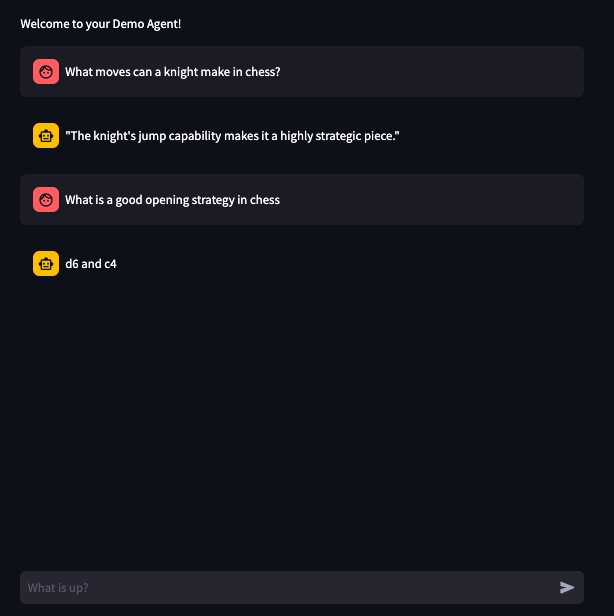 Welcome to your Demo Agent!
What moves can a knight make in chess?
"The knight's jump capability makes it a highly strategic piece."
What is a good opening strategy in chess
d6 and c4
What is up?